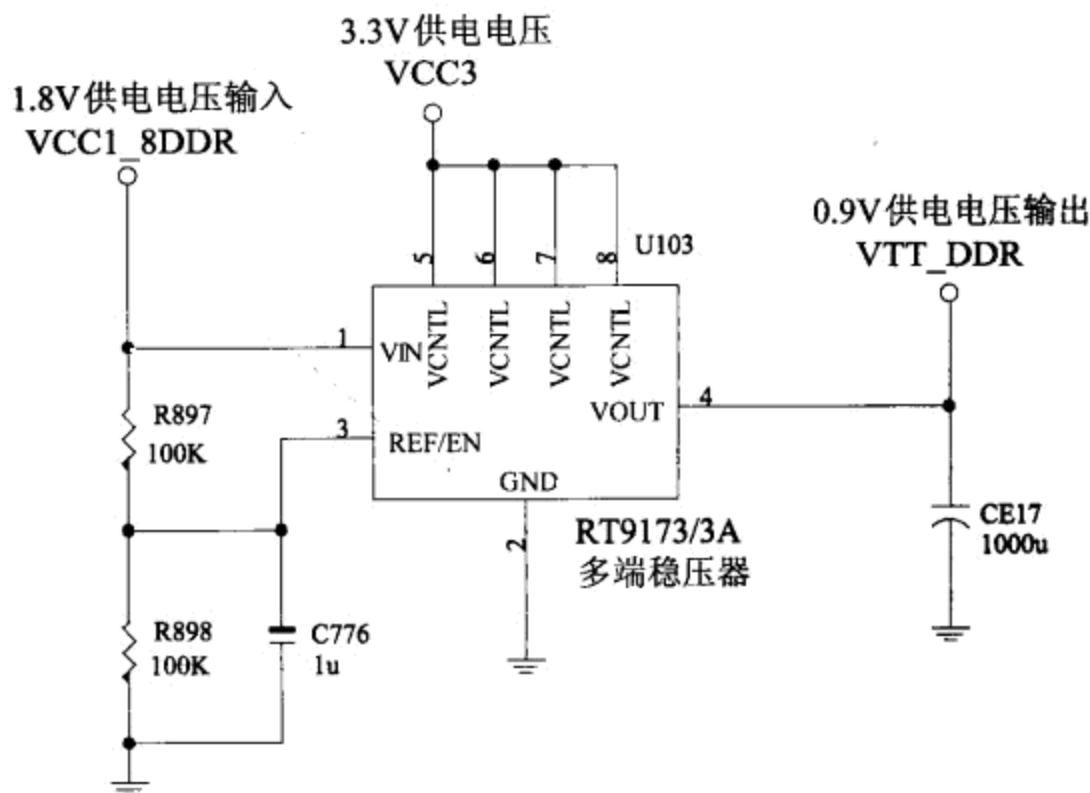 3.3V供电电压
VCC3
1.8V供电电压输入
VCC1_8DDR
0.9V供电电压输出
VTT_DDR
U103
5
6
7
8
VCNTL
VCNTL
VCNTL
VCNTL
1
VIN
4
VOUT
R897
100K
3
REF/EN
GND
2
RT9173/3A
多端稳压器
CE17
1000u
R898
100K
C776
1u